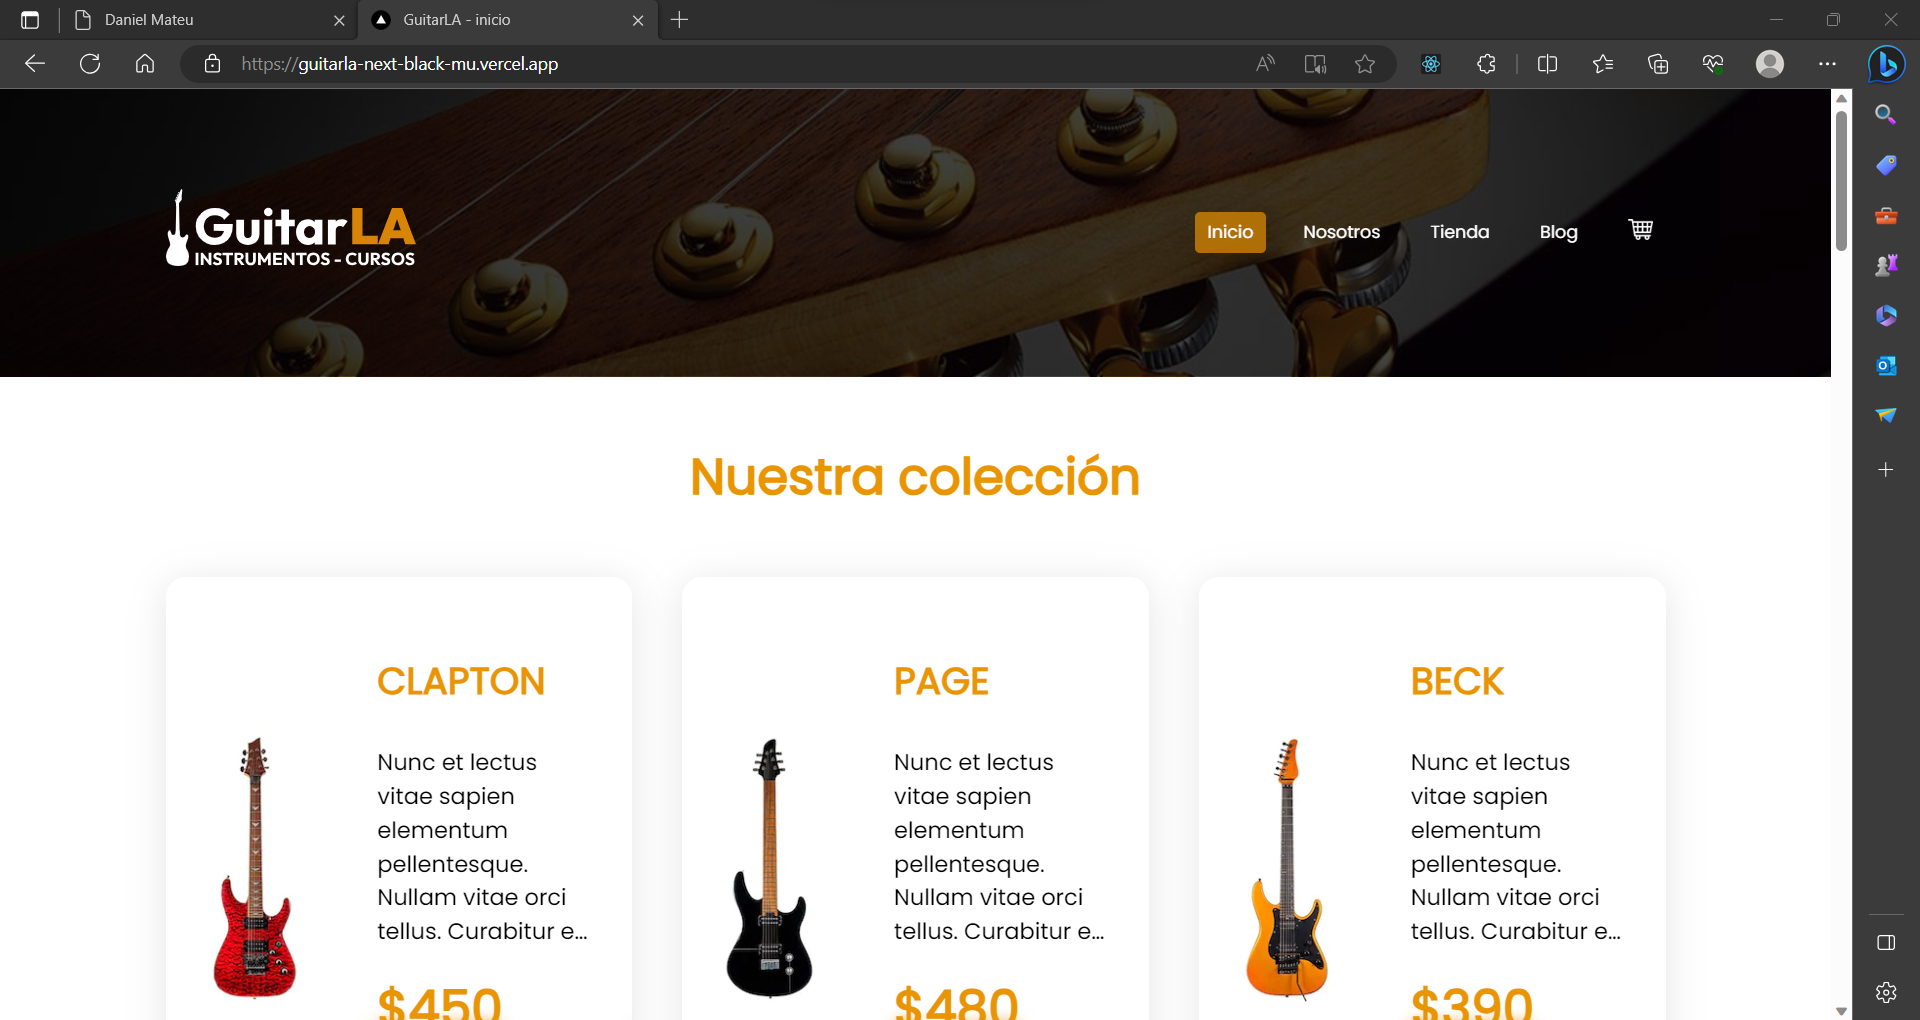 Daniel Mateu
GuitarLA - inicio
https://guitarla-next-black-mu.vercel.app
GuitarLA
INSTRUMENTOS - CURSOS
Inicio
Nosotros
Tienda
Blog
Nuestra colección
CLAPTON
Nunc et lectus
vitae sapien
elementum
pellentesque.
Nullam vitae orci
tellus. Curabitur e...
$450
PAGE
Nunc et lectus
vitae sapien
elementum
pellentesque.
Nullam vitae orci
tellus. Curabitur e...
$480
BECK
Nunc et lectus
vitae sapien
elementum
pellentesque.
Nullam vitae orci
tellus. Curabitur e...
$390